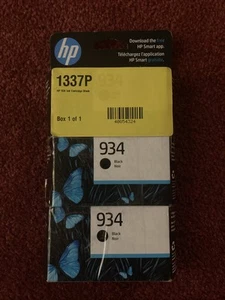 hp
Download the free
HP Smart app.
Téléchargez l'application
HP Smart gratuite.
1337P
934
Box 1 of 1
934
Black
Noir
934
Black
Noir